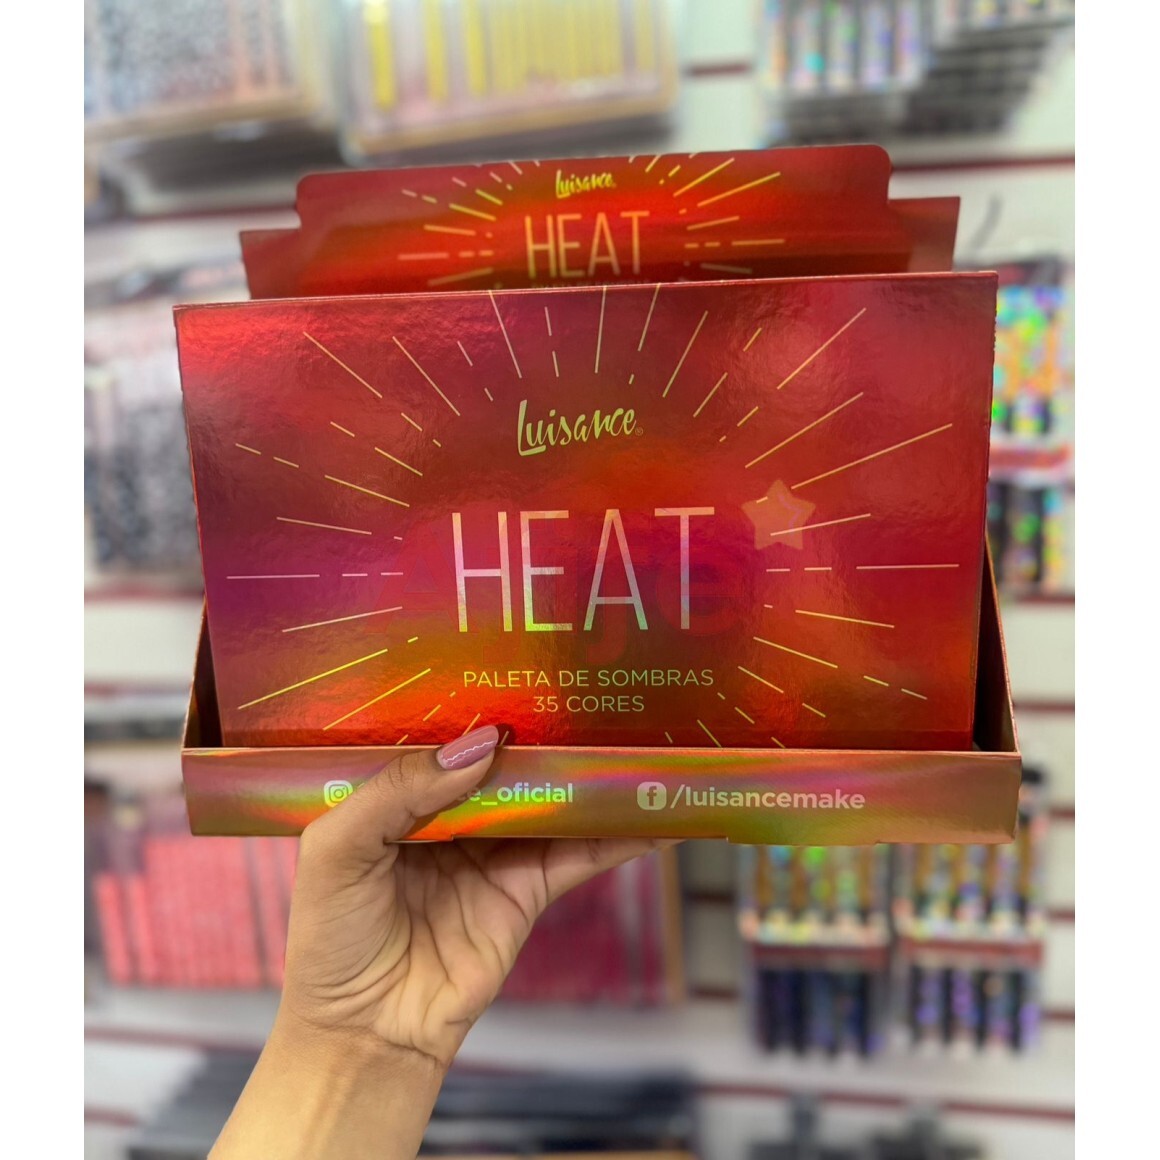 Luisance
HEAT
Luisance®
HEAT
PALETA DE SOMBRAS
35 CORES
_oficial
/luisancemake